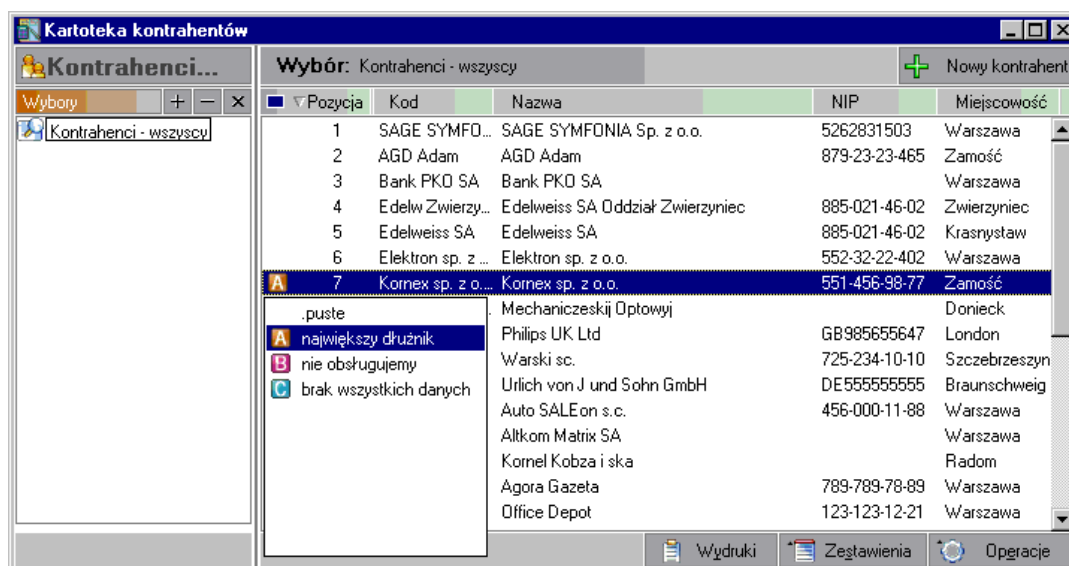 Kartoteka kontrahentów
Kontrahenci...
Wybór: Kontrahenci - wszyscy
Nowy kontrahent
Wybory
Pozycja Kod Nazwa NIP Miejscowość
Kontrahenci - wszyscy
1 SAGE SYMFO... SAGE SYMFONIA Sp. z o.o. 5262831503 Warszawa
2 AGD Adam AGD Adam 879-23-23-465 Zamość
3 Bank PKO SA Bank PKO SA Warszawa
4 Edelw Zwierzy... Edelweiss SA Oddział Zwierzyniec 885-021-46-02 Zwierzyniec
5 Edelweiss SA Edelweiss SA 885-021-46-02 Krasnystaw
6 Elektron sp. z ... Elektron sp. z o.o. 552-32-22-402 Warszawa
A 7 Kornex sp. z o.... Kornex sp. z o.o. 551-456-98-77 Zamość
.puste
A największy dłużnik
B nie obsługujemy
C brak wszystkich danych
. Mechaniczeskij Optowyj Donieck
Philips UK Ltd GB985655647 London
Warski sc. 725-234-10-10 Szczebrzeszyn
Urlich von J und Sohn GmbH DE555555555 Braunschweig
Auto SALEon s.c. 456-000-11-88 Warszawa
Altkom Matrix SA Warszawa
Kornel Kobza i ska Radom
Agora Gazeta 789-789-78-89 Warszawa
Office Depot 123-123-12-21 Warszawa
Wydruki Zestawienia Operacje